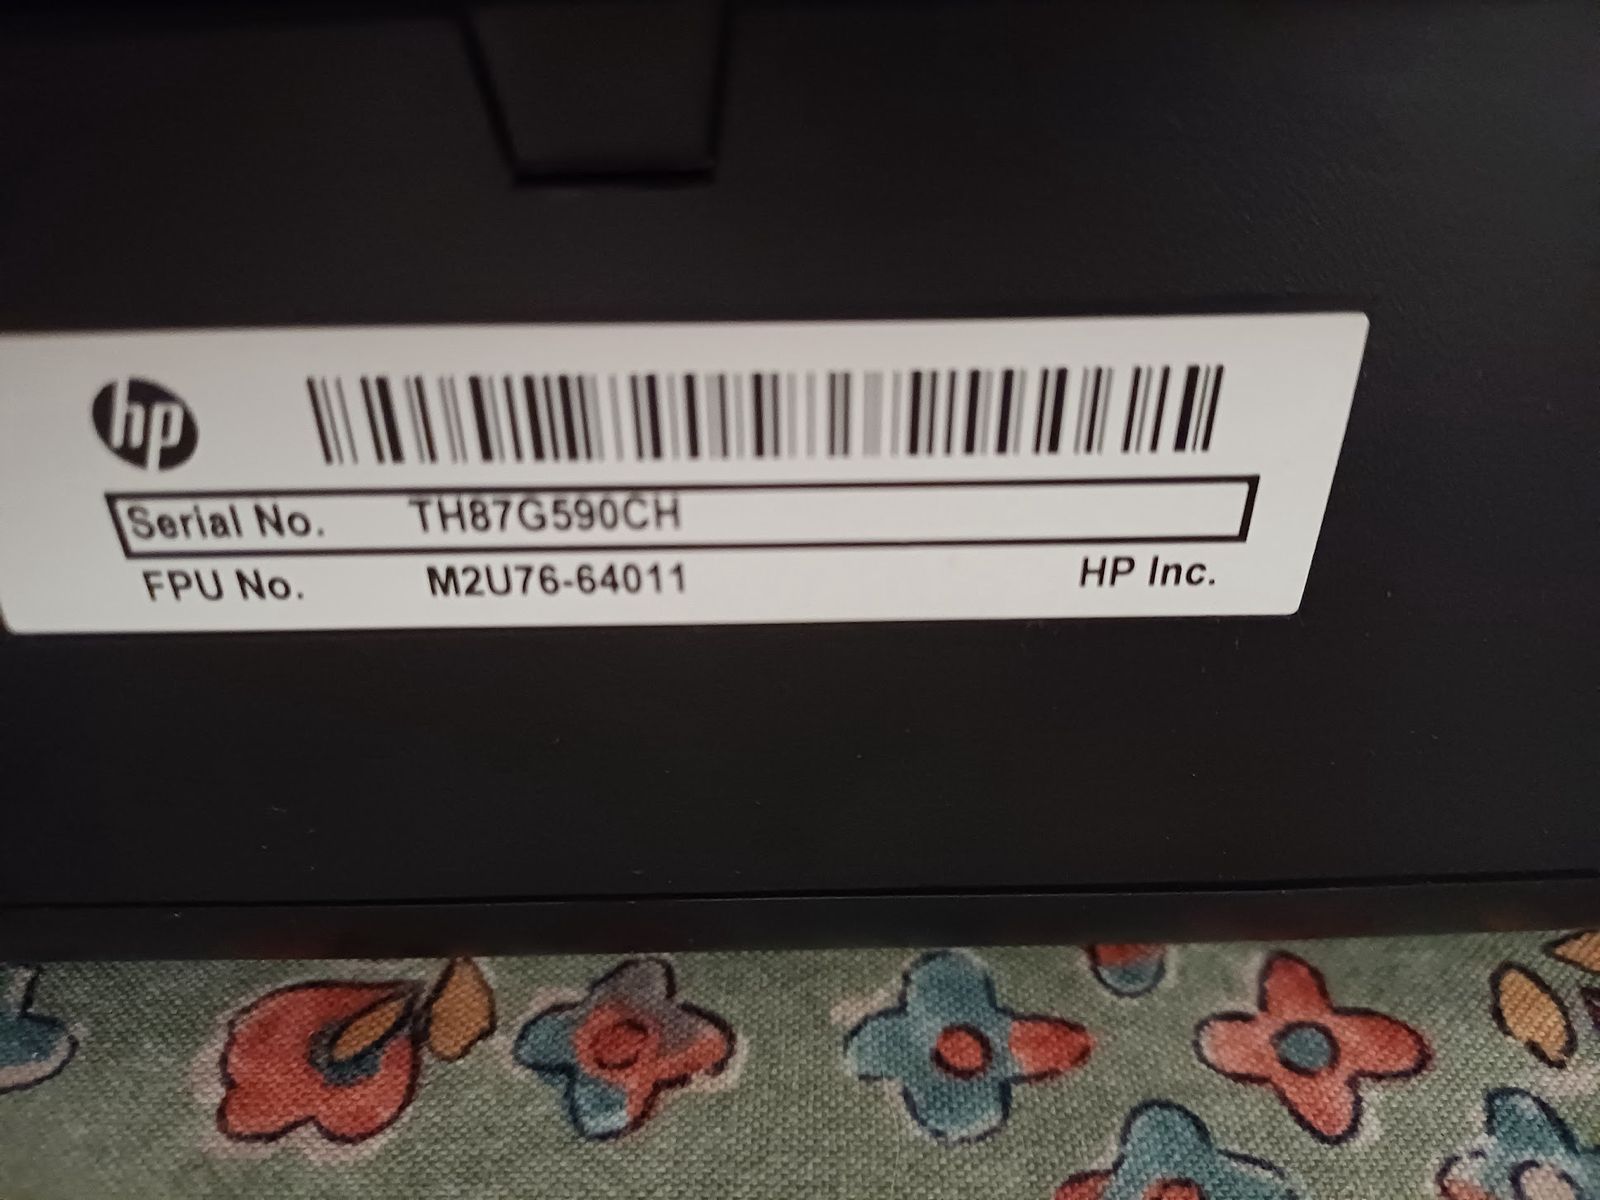 hp
Serial No. TH87G590CH
FPU No. M2U76-64011 HP Inc.